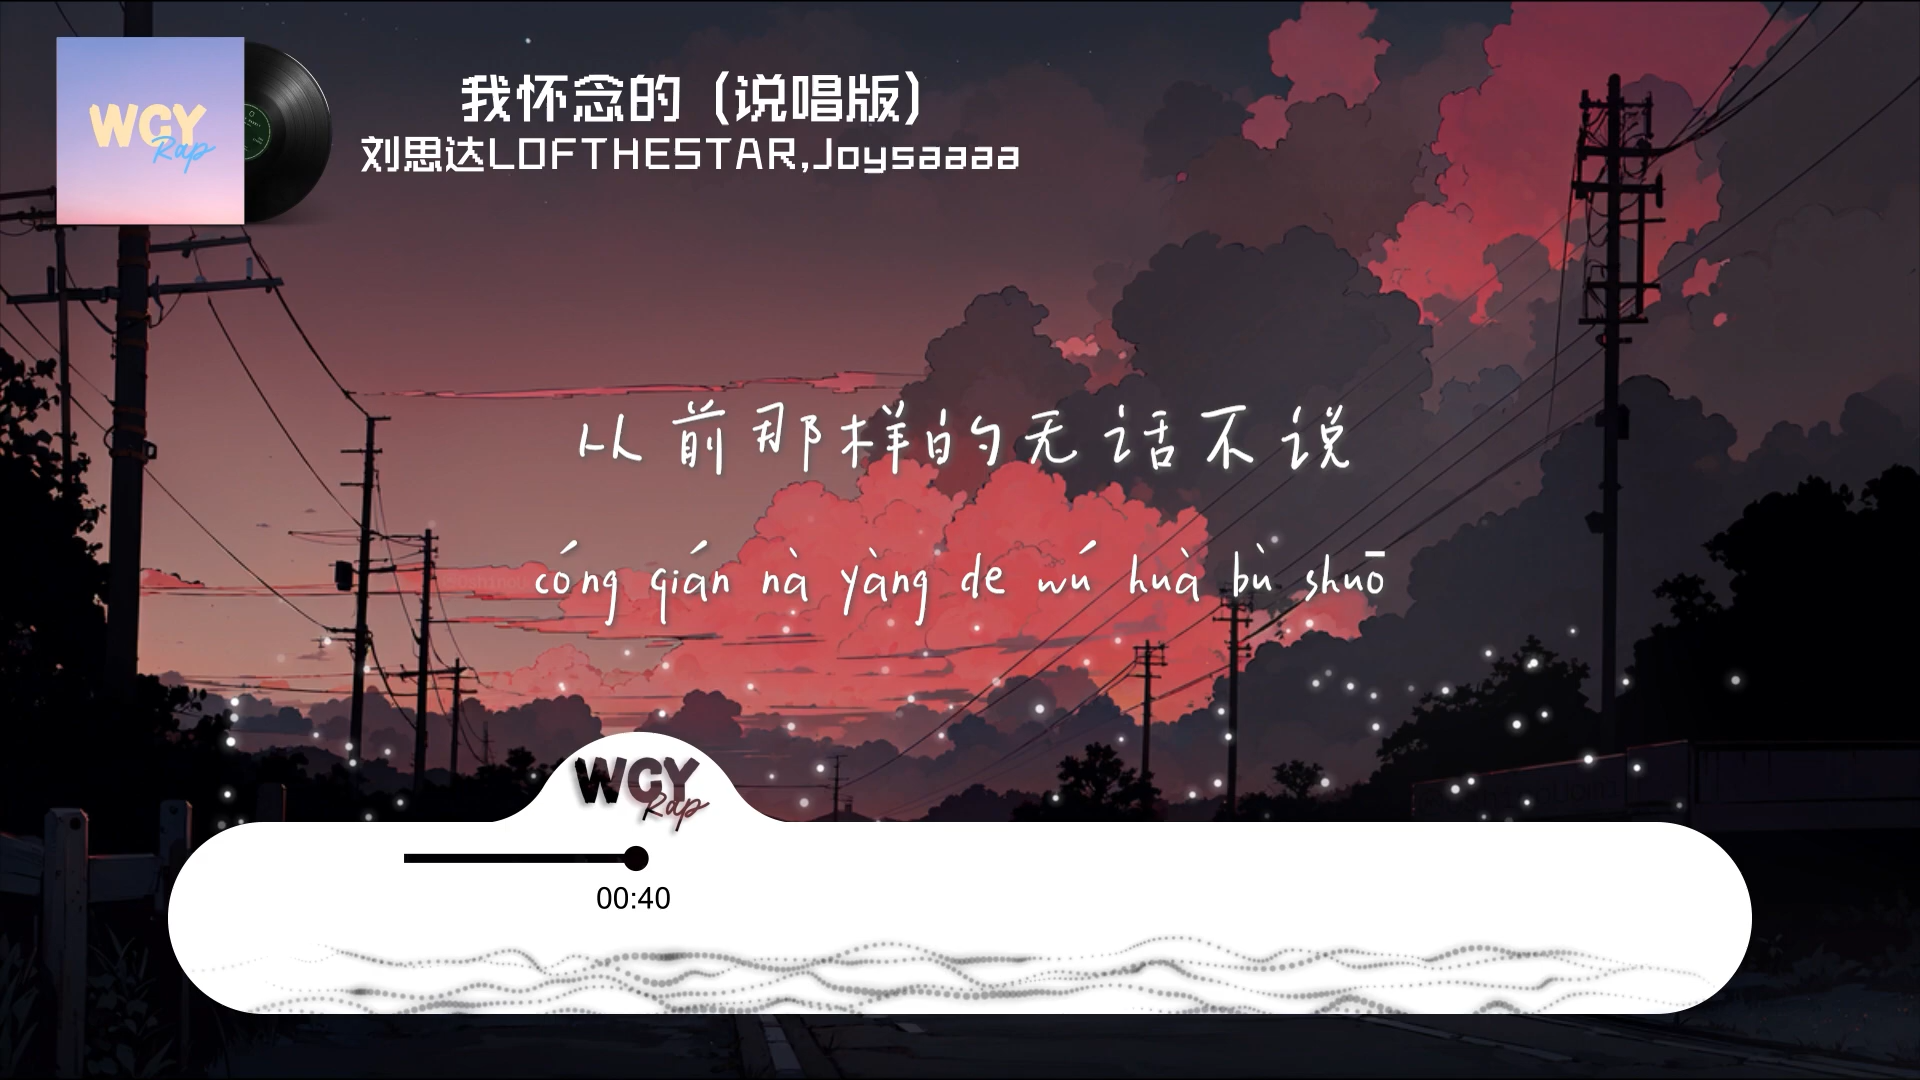 WCY
Rap
我怀念的（说唱版）
刘思达LOFTHESTAR,Joysaaaa
从前那样的无话不说
cóng qián nà yàng de wú huà bù shuō
WCY
Rap
00:40